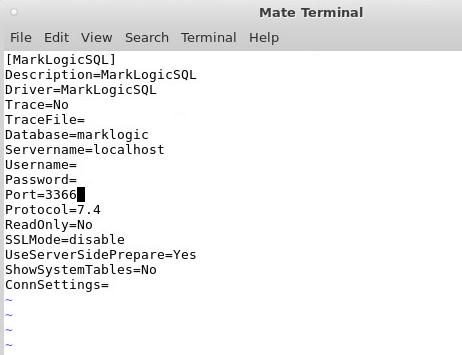 Mate Terminal
File Edit View Search Terminal Help
[MarkLogicSQL]
Description=MarkLogicSQL
Driver=MarkLogicSQL
Trace=No
TraceFile=
Database=marklogic
Servername=localhost
Username=
Password=
Port=3366
Protocol=7.4
ReadOnly=No
SSLMode=disable
UseServerSidePrepare=Yes
ShowSystemTables=No
ConnSettings=
~
~
~
~